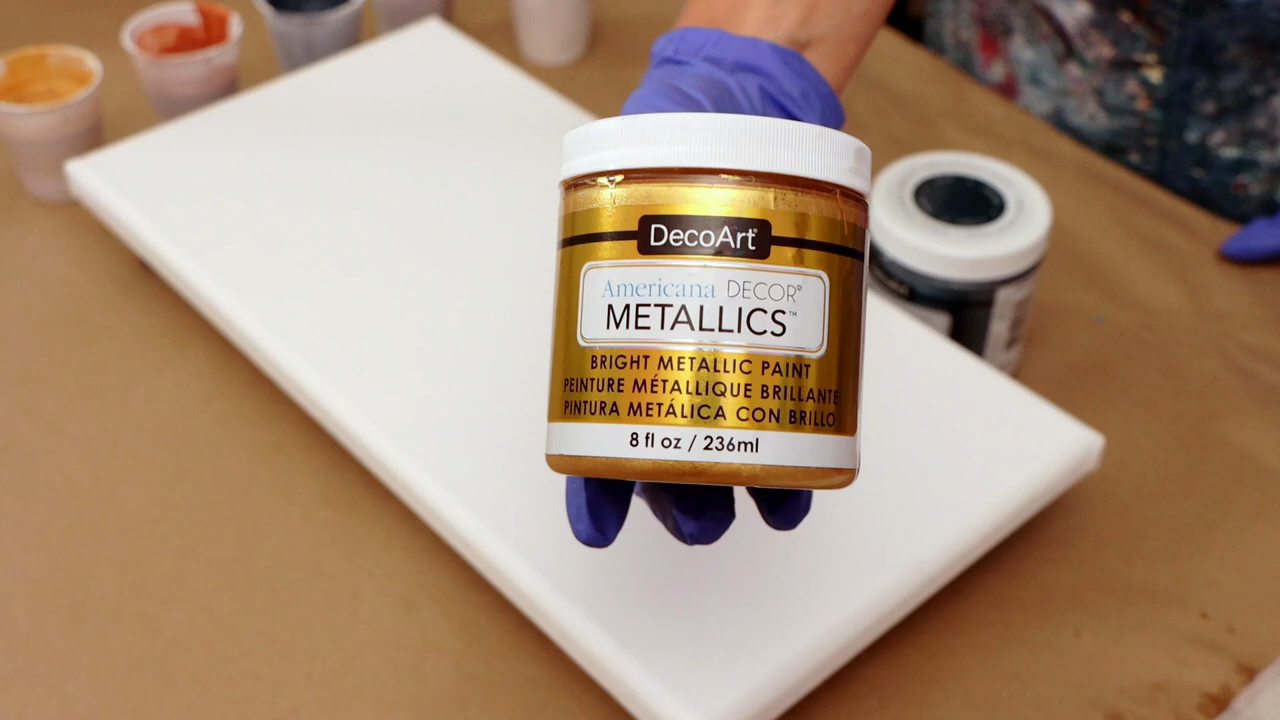 DecoArt®
Americana DECOR®
METALLICS™
BRIGHT METALLIC PAINT
PEINTURE MÉTALLIQUE BRILLANTE
PINTURA METÁLICA CON BRILLO
8 fl oz / 236ml